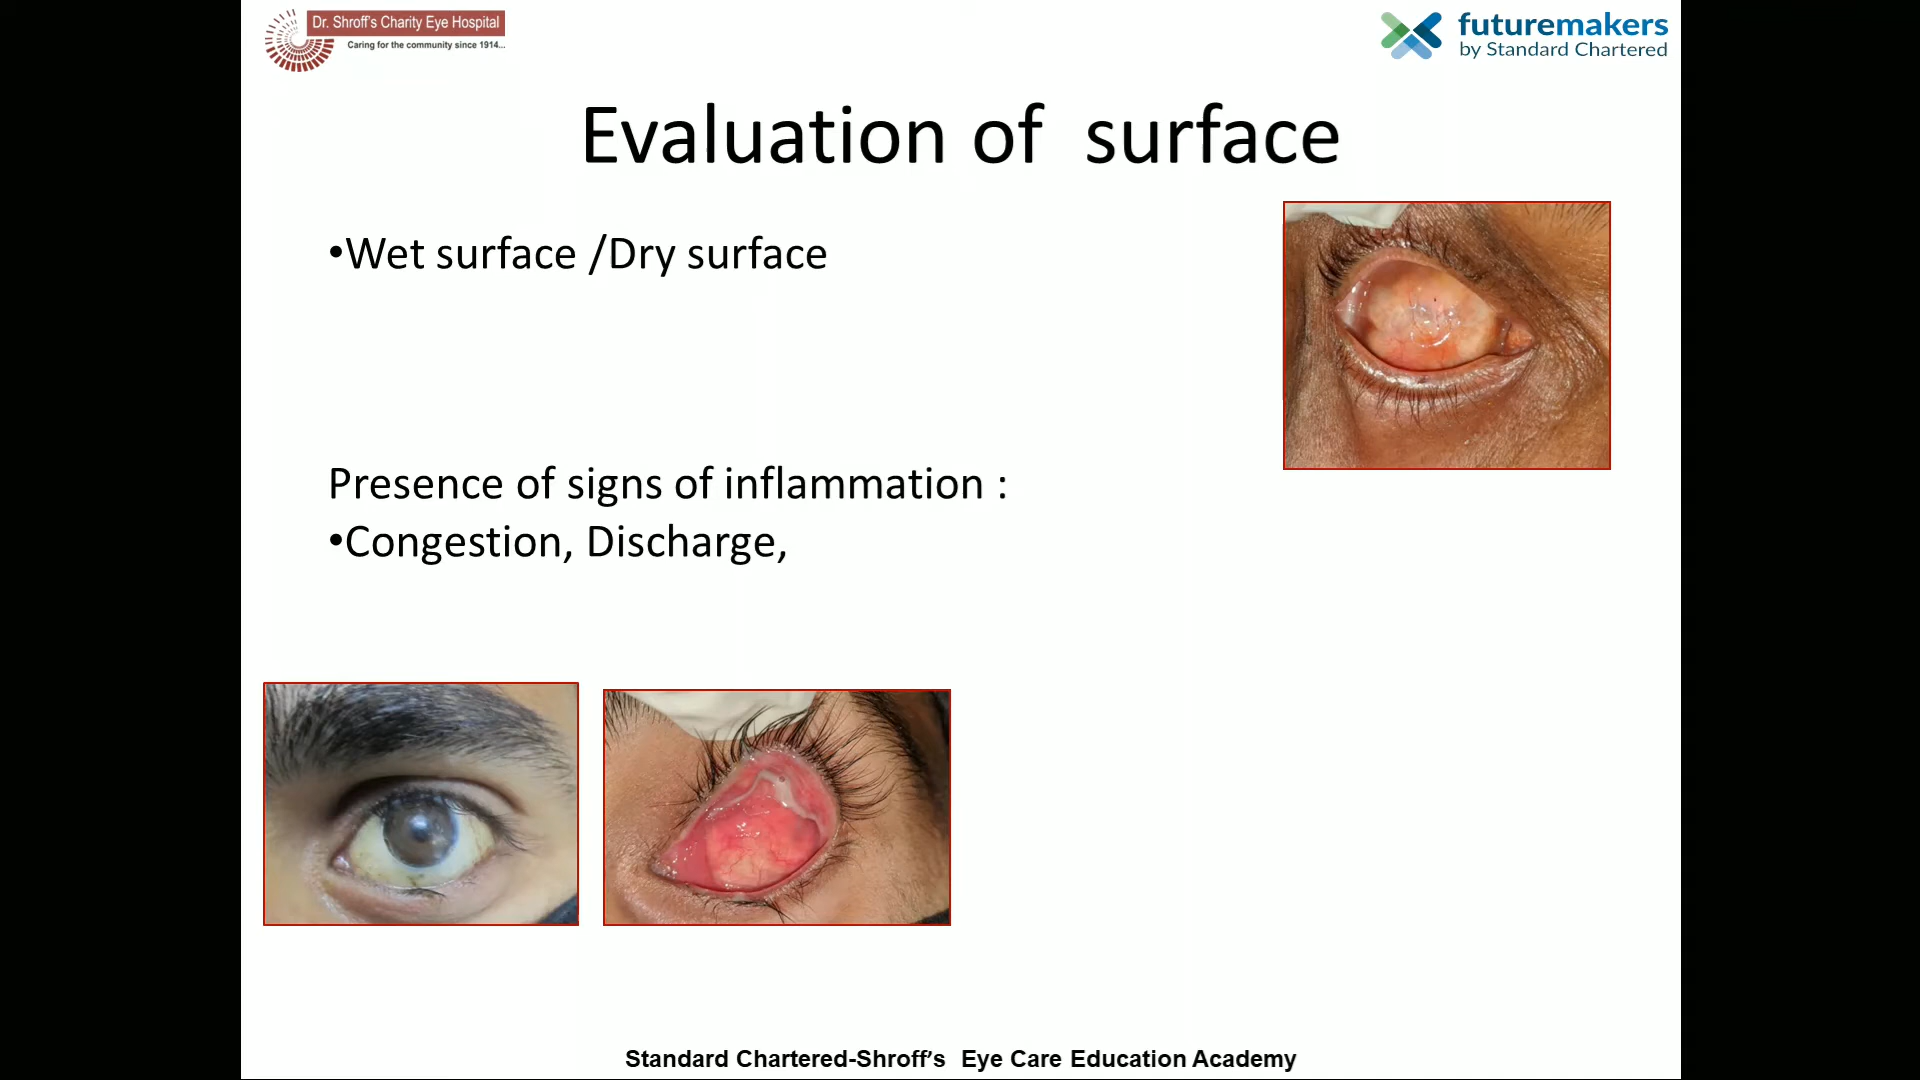 Dr. Shroff's Charity Eye Hospital
Caring for the community since 1914...
futuremakers
by Standard Chartered
Evaluation of  surface
•Wet surface /Dry surface
Presence of signs of inflammation :
•Congestion, Discharge,
Standard Chartered-Shroff's  Eye Care Education Academy